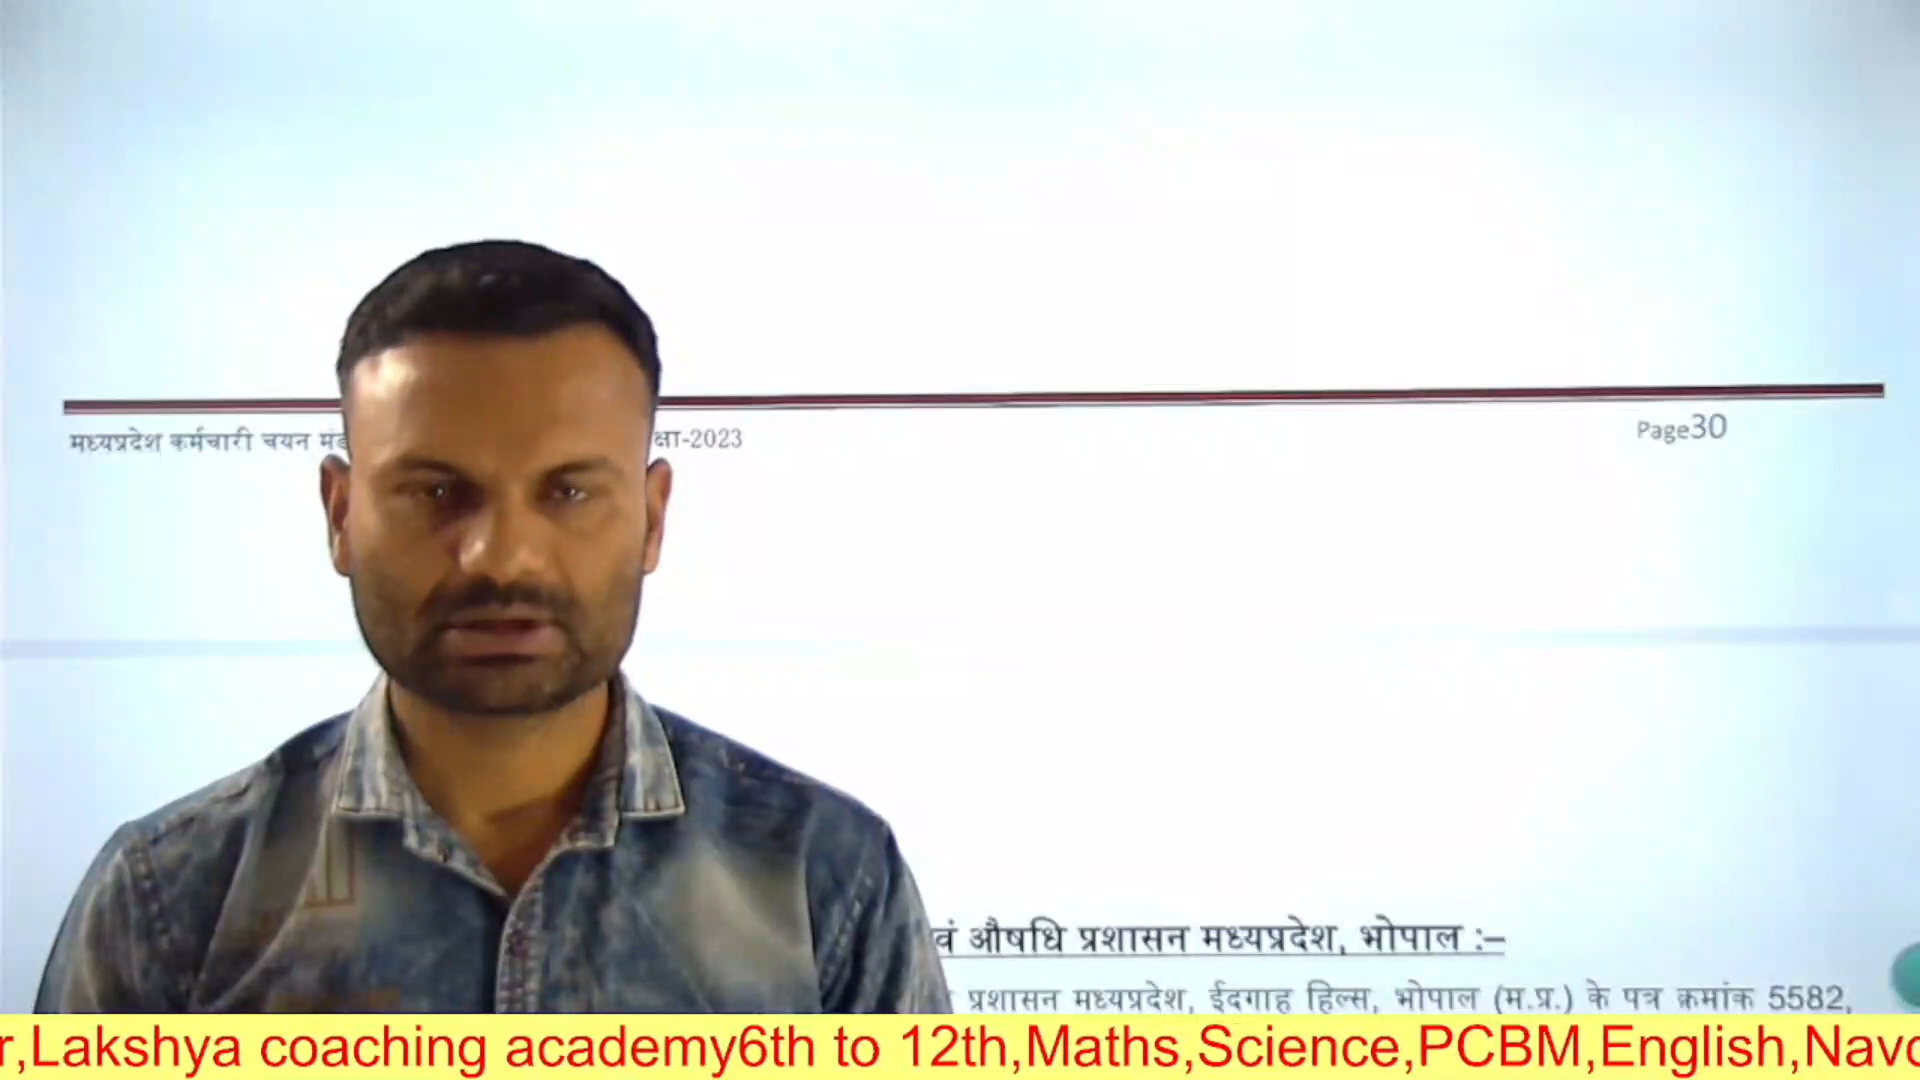 मध्यप्रदेश कर्मचारी चयन
-2023
Page30
औषधि प्रशासन मध्यप्रदेश, भोपाल :–
प्रशासन मध्यप्रदेश, ईदगाह हिल्स, भोपाल (म.प्र.) के पत्र क्रमांक 5582,
r,Lakshya coaching academy6th to 12th,Maths,Science,PCBM,English,Navo